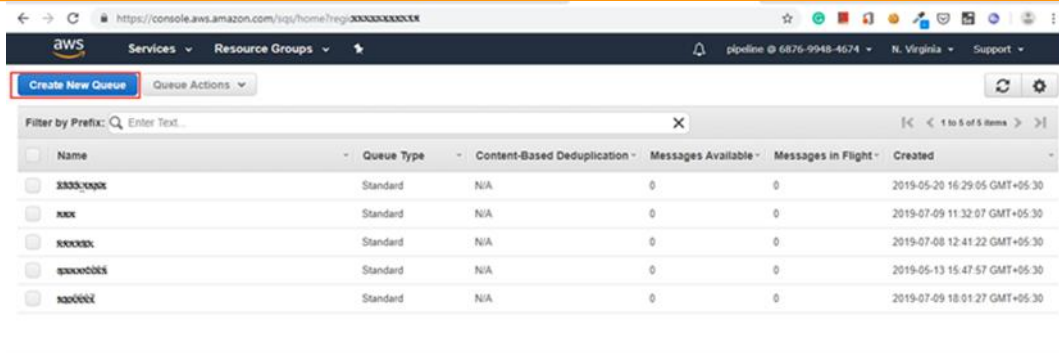 https://console.aws.amazon.com/sqs/home?regi
aws Services Resource Groups pipeline @ 6876-9948-4674 N. Virginia Support
Create New Queue Queue Actions
Filter by Prefix: Enter Text... 1 to 5 of 5 items
Name Queue Type Content-Based Deduplication Messages Available Messages in Flight Created
Standard N/A 0 0 2019-05-20 16:29:05 GMT+05:30
Standard N/A 0 0 2019-07-09 11:32:07 GMT+05:30
Standard N/A 0 0 2019-07-08 12:41:22 GMT+05:30
Standard N/A 0 0 2019-05-13 15:47:57 GMT+05:30
Standard N/A 0 0 2019-07-09 18:01:27 GMT+05:30